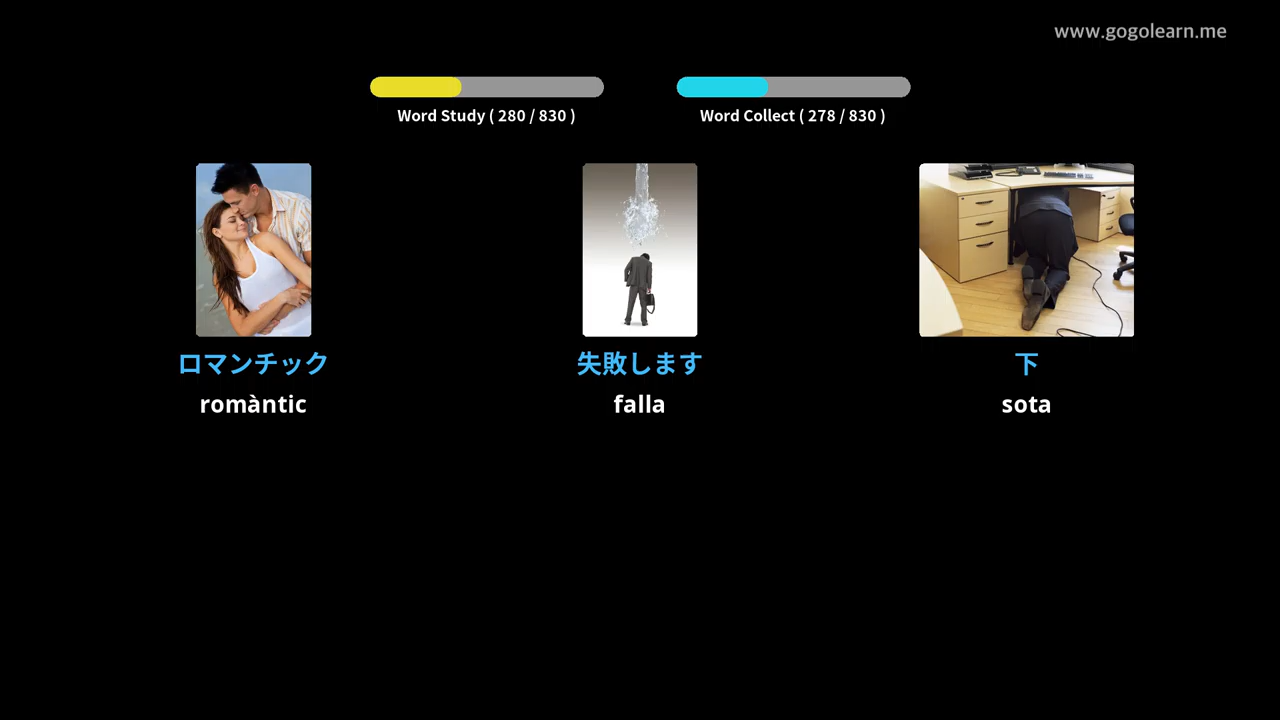 www.gogolearn.me
Word Study ( 280 / 830 )
Word Collect ( 278 / 830 )
ロマンチック
romàntic
失敗します
falla
下
sota